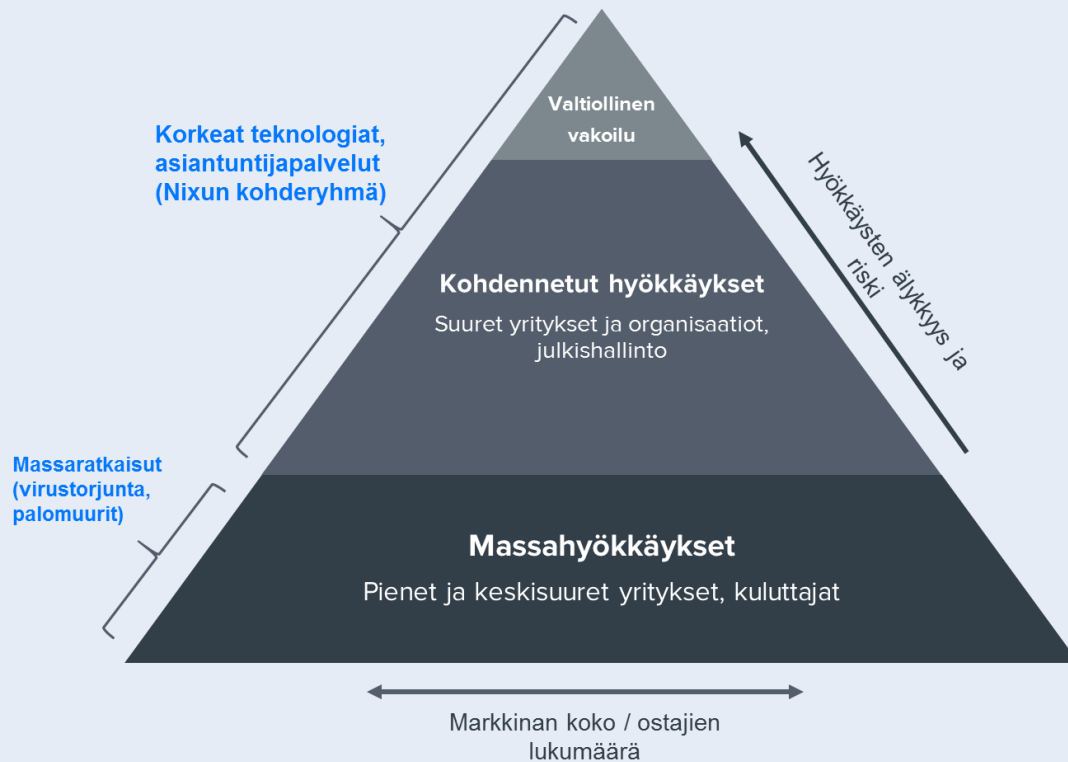 Valtiollinen
vakoilu
Korkeat teknologiat,
asiantuntijapalvelut
(Nixun kohderyhmä)
Hyökkäysten älykkyys ja
riski
Kohdennetut hyökkäykset
Suuret yritykset ja organisaatiot,
julkishallinto
Massaratkaisut
(virustorjunta,
palomuurit)
Massahyökkäykset
Pienet ja keskisuuret yritykset, kuluttajat
Markkinan koko / ostajien
lukumäärä